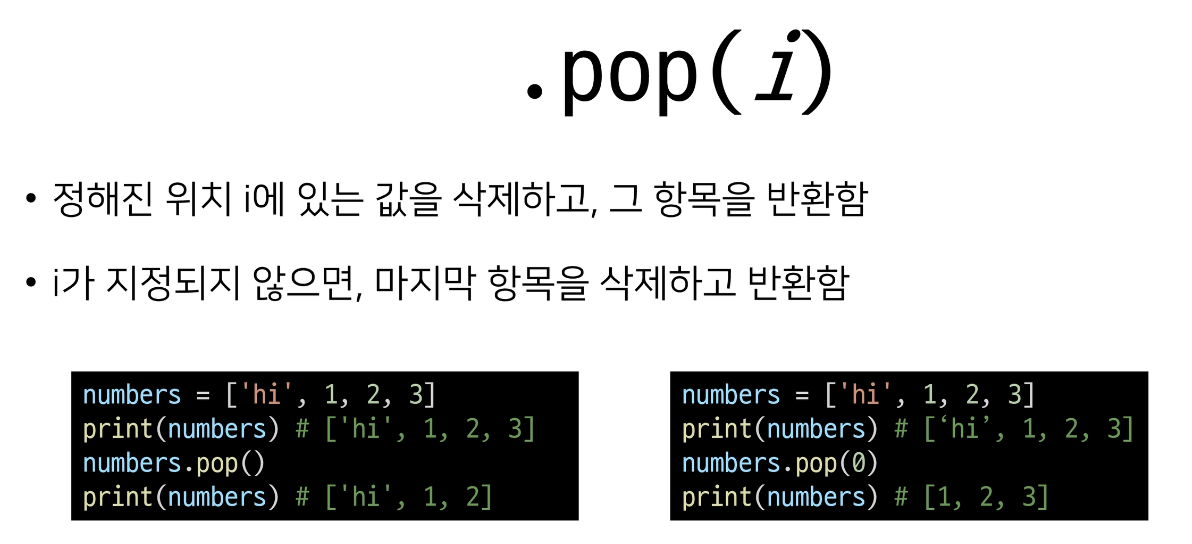 .pop(i)
• 정해진 위치 i에 있는 값을 삭제하고, 그 항목을 반환함
• i가 지정되지 않으면, 마지막 항목을 삭제하고 반환함
numbers = ['hi', 1, 2, 3]
print(numbers) # ['hi', 1, 2, 3]
numbers.pop()
print(numbers) # ['hi', 1, 2]
numbers = ['hi', 1, 2, 3]
print(numbers) # [‘hi’, 1, 2, 3]
numbers.pop(0)
print(numbers) # [1, 2, 3]